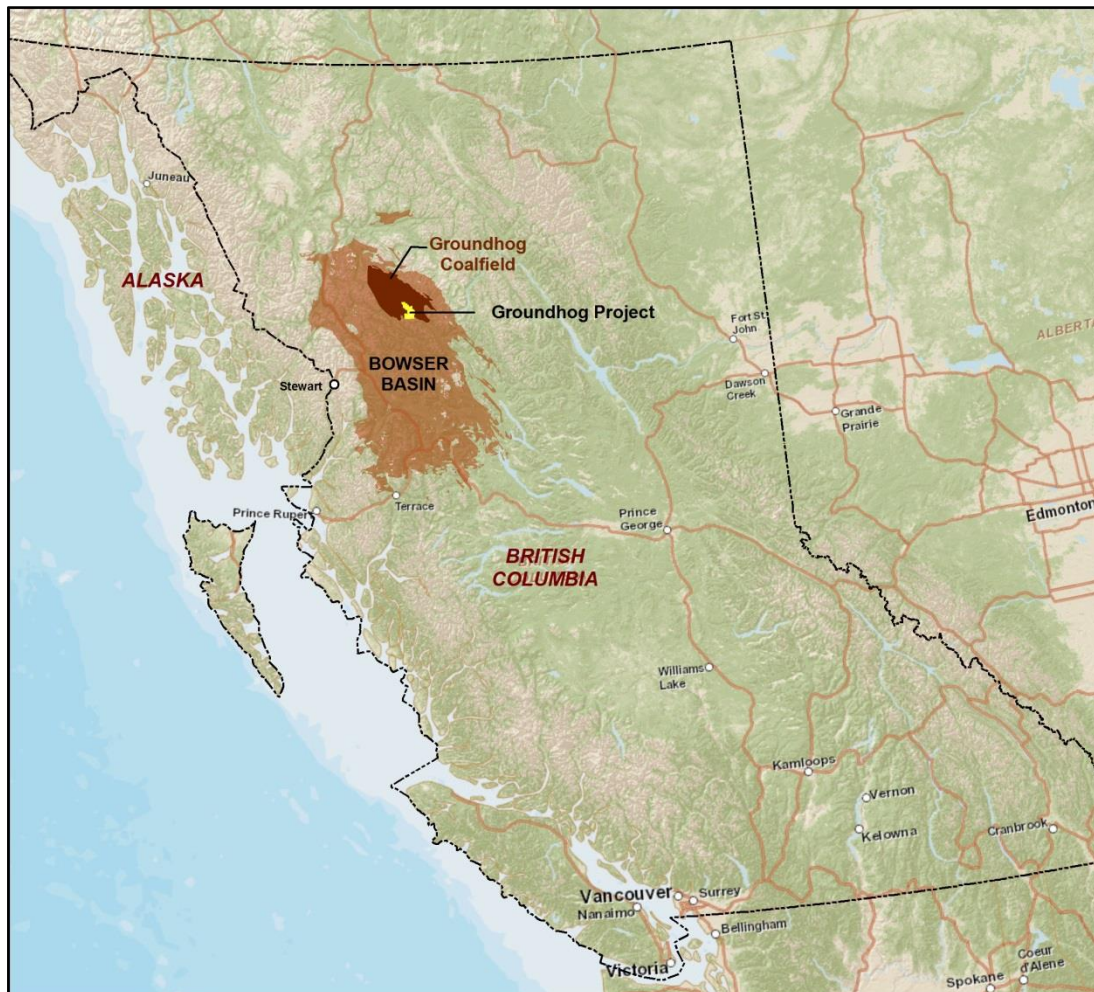 Juneau
Groundhog
Coalfield
ALASKA
Groundhog Project
Fort St.
John
ALBERTA
BOWSER
BASIN
Stewart
Dawson
Creek
Grande
Prairie
Terrace
Prince Rupert
Prince
George
Edmonton
BRITISH
COLUMBIA
Williams
Lake
Kamloops
Vernon
Kelowna
Cranbrook
Vancouver
Surrey
Nanaimo
Bellingham
Victoria
Coeur
d'Alene
Spokane